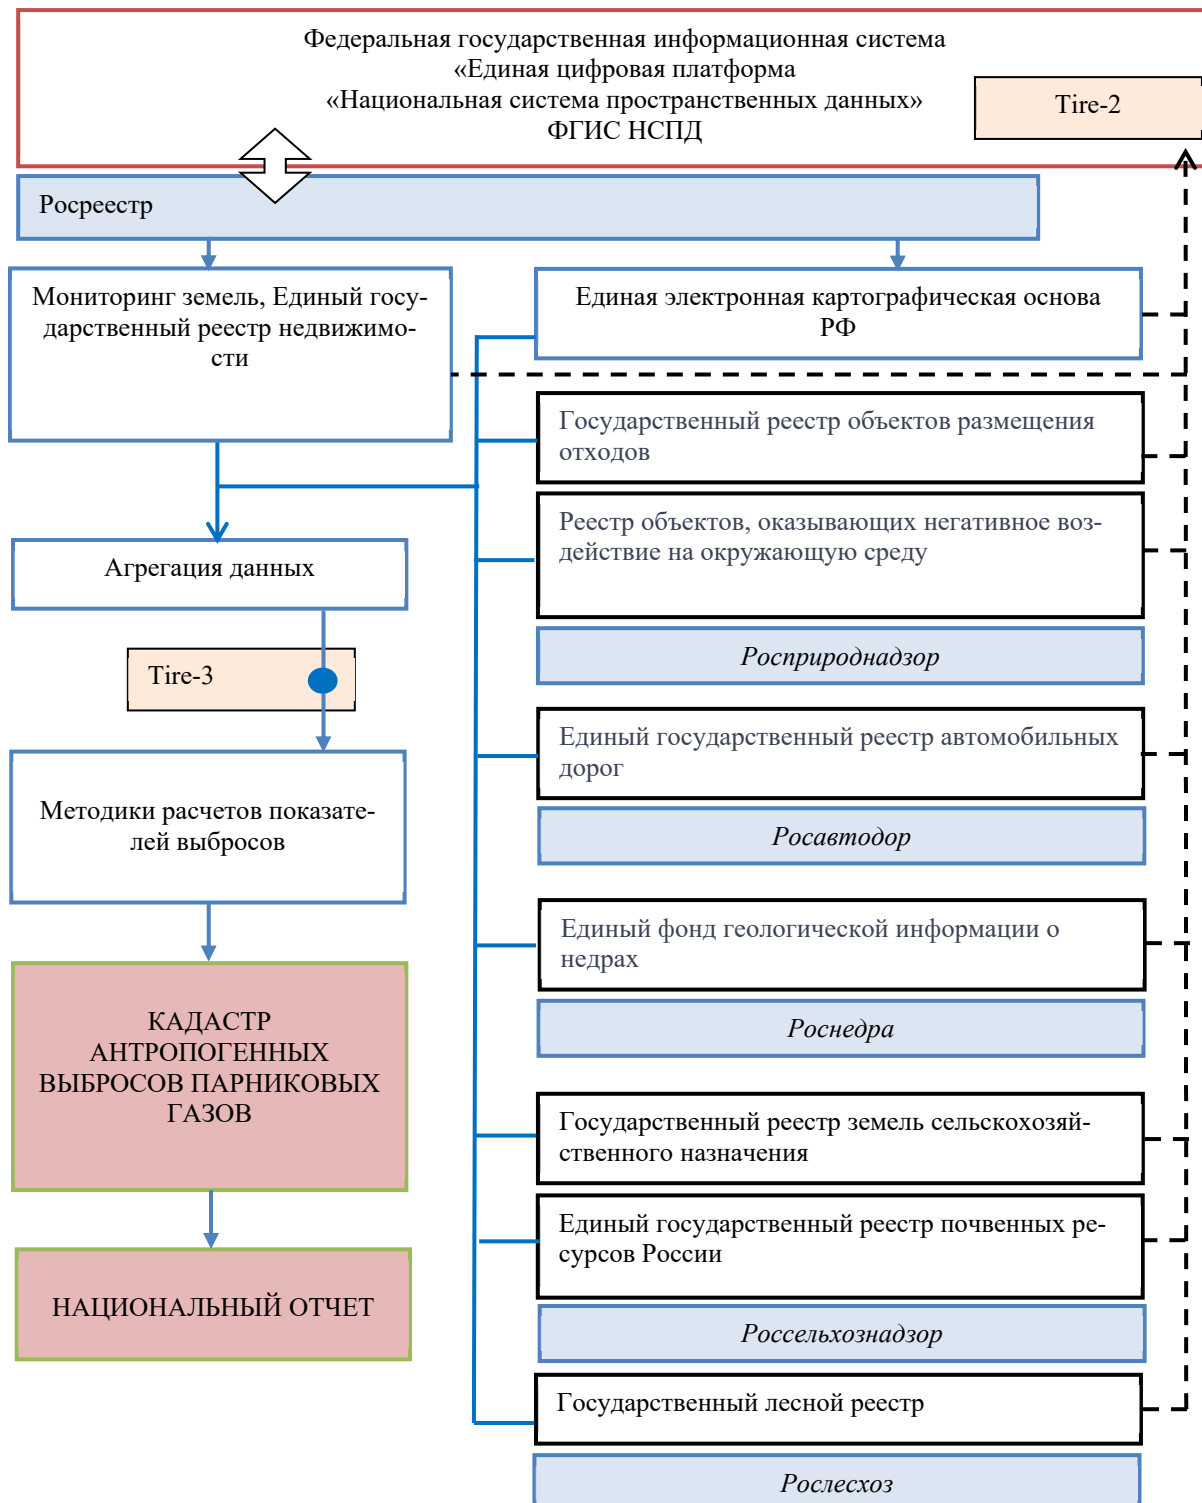 Федеральная государственная информационная система
«Единая цифровая платформа
«Национальная система пространственных данных»
ФГИС НСПД
Tire-2
Росреестр
Мониторинг земель, Единый госу-
дарственный реестр недвижимо-
сти
Единая электронная картографическая основа
РФ
Государственный реестр объектов размещения
отходов
Реестр объектов, оказывающих негативное воз-
действие на окружающую среду
Росприроднадзор
Агрегация данных
Tire-3
Единый государственный реестр автомобильных
дорог
Росавтодор
Методики расчетов показате-
лей выбросов
Единый фонд геологической информации о
недрах
Роснедра
КАДАСТР
АНТРОПОГЕННЫХ
ВЫБРОСОВ ПАРНИКОВЫХ
ГАЗОВ
Государственный реестр земель сельскохозяй-
ственного назначения
Единый государственный реестр почвенных ре-
сурсов России
Россельхознадзор
НАЦИОНАЛЬНЫЙ ОТЧЕТ
Государственный лесной реестр
Рослесхоз